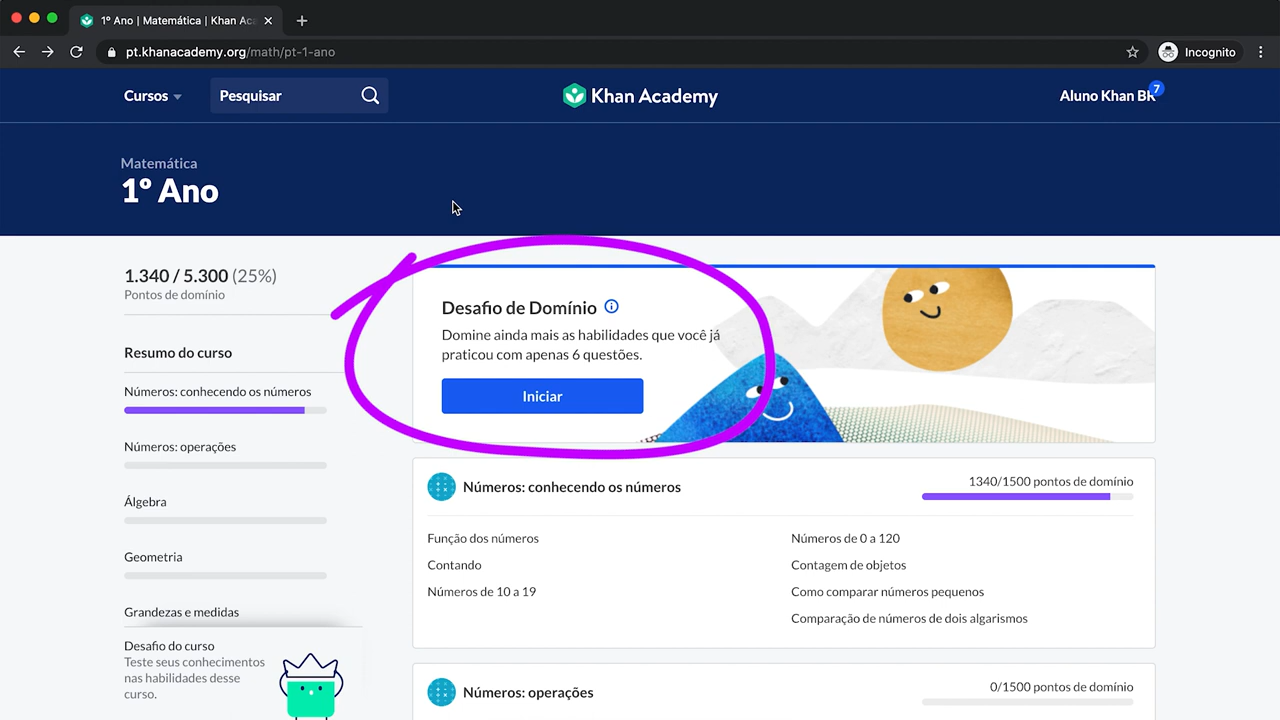 1º Ano | Matemática | Khan Aca
pt.khanacademy.org/math/pt-1-ano
Incognito
Cursos
Pesquisar
Khan Academy
Aluno Khan BR
7
Matemática
1º Ano
1.340 / 5.300 (25%)
Pontos de domínio
Resumo do curso
Números: conhecendo os números
Números: operações
Álgebra
Geometria
Grandezas e medidas
Desafio do curso
Teste seus conhecimentos
nas habilidades desse
curso.
Desafio de Domínio
Domine ainda mais as habilidades que você já
praticou com apenas 6 questões.
Iniciar
Números: conhecendo os números
1340/1500 pontos de domínio
Função dos números
Contando
Números de 10 a 19
Números de 0 a 120
Contagem de objetos
Como comparar números pequenos
Comparação de números de dois algarismos
Números: operações
0/1500 pontos de domínio